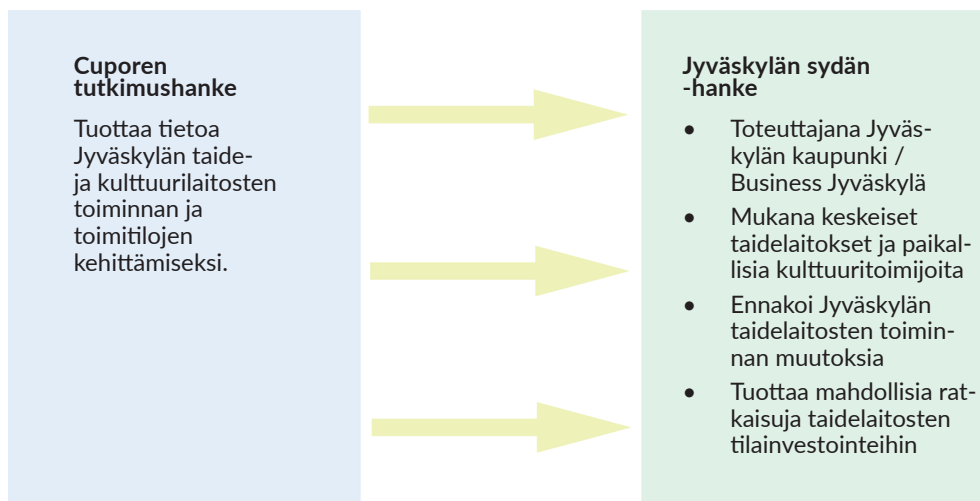 Cuporen
tutkimushanke
Tuottaa tietoa
Jyväskylän taide-
ja kulttuurilaitosten
toiminnan ja
toimitilojen
kehittämiseksi.
Jyväskylän sydän
-hanke
• Toteuttajana Jyväs-
kylän kaupunki /
Business Jyväskylä
• Mukana keskeiset
taidelaitokset ja paikal-
lisia kulttuuritoimijoita
• Ennakoi Jyväskylän
taidelaitosten toimin-
nan muutoksia
• Tuottaa mahdollisia rat-
kaisuja taidelaitosten
tilainvestointeihin